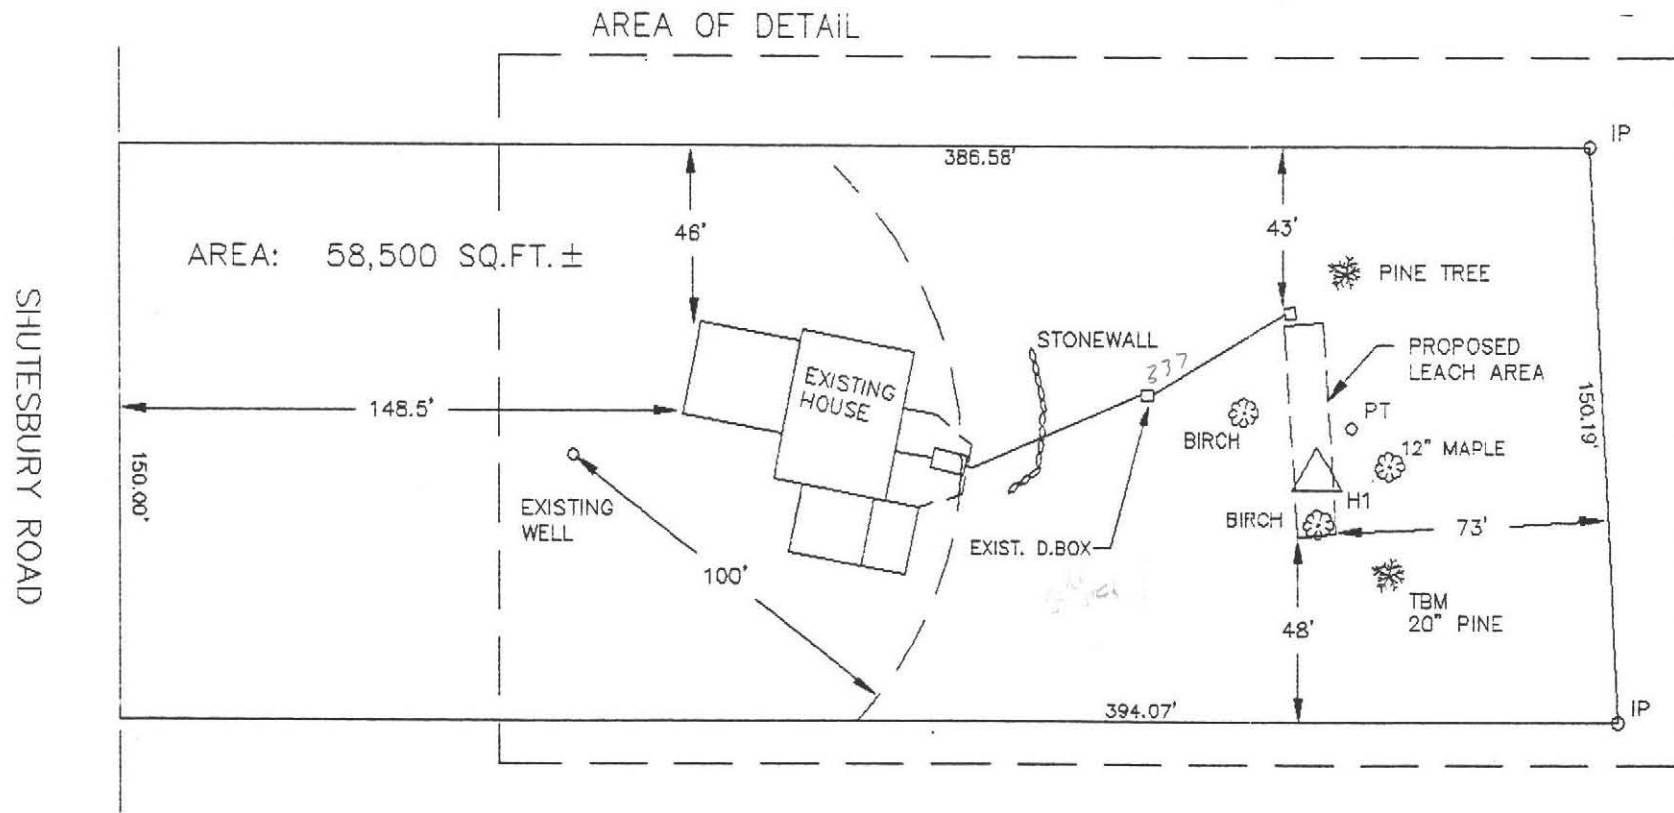 AREA OF DETAIL
IP
386.58'
46'
43'
AREA: 58,500 SQ.FT.±
PINE TREE
SHUTESBURY ROAD
STONEWALL
337
PROPOSED
LEACH AREA
EXISTING
HOUSE
148.5'
150.19'
PT
BIRCH
12" MAPLE
150.00'
EXISTING
WELL
H1
BIRCH
73'
EXIST. D.BOX
100'
TBM
20" PINE
48'
394.07'
IP